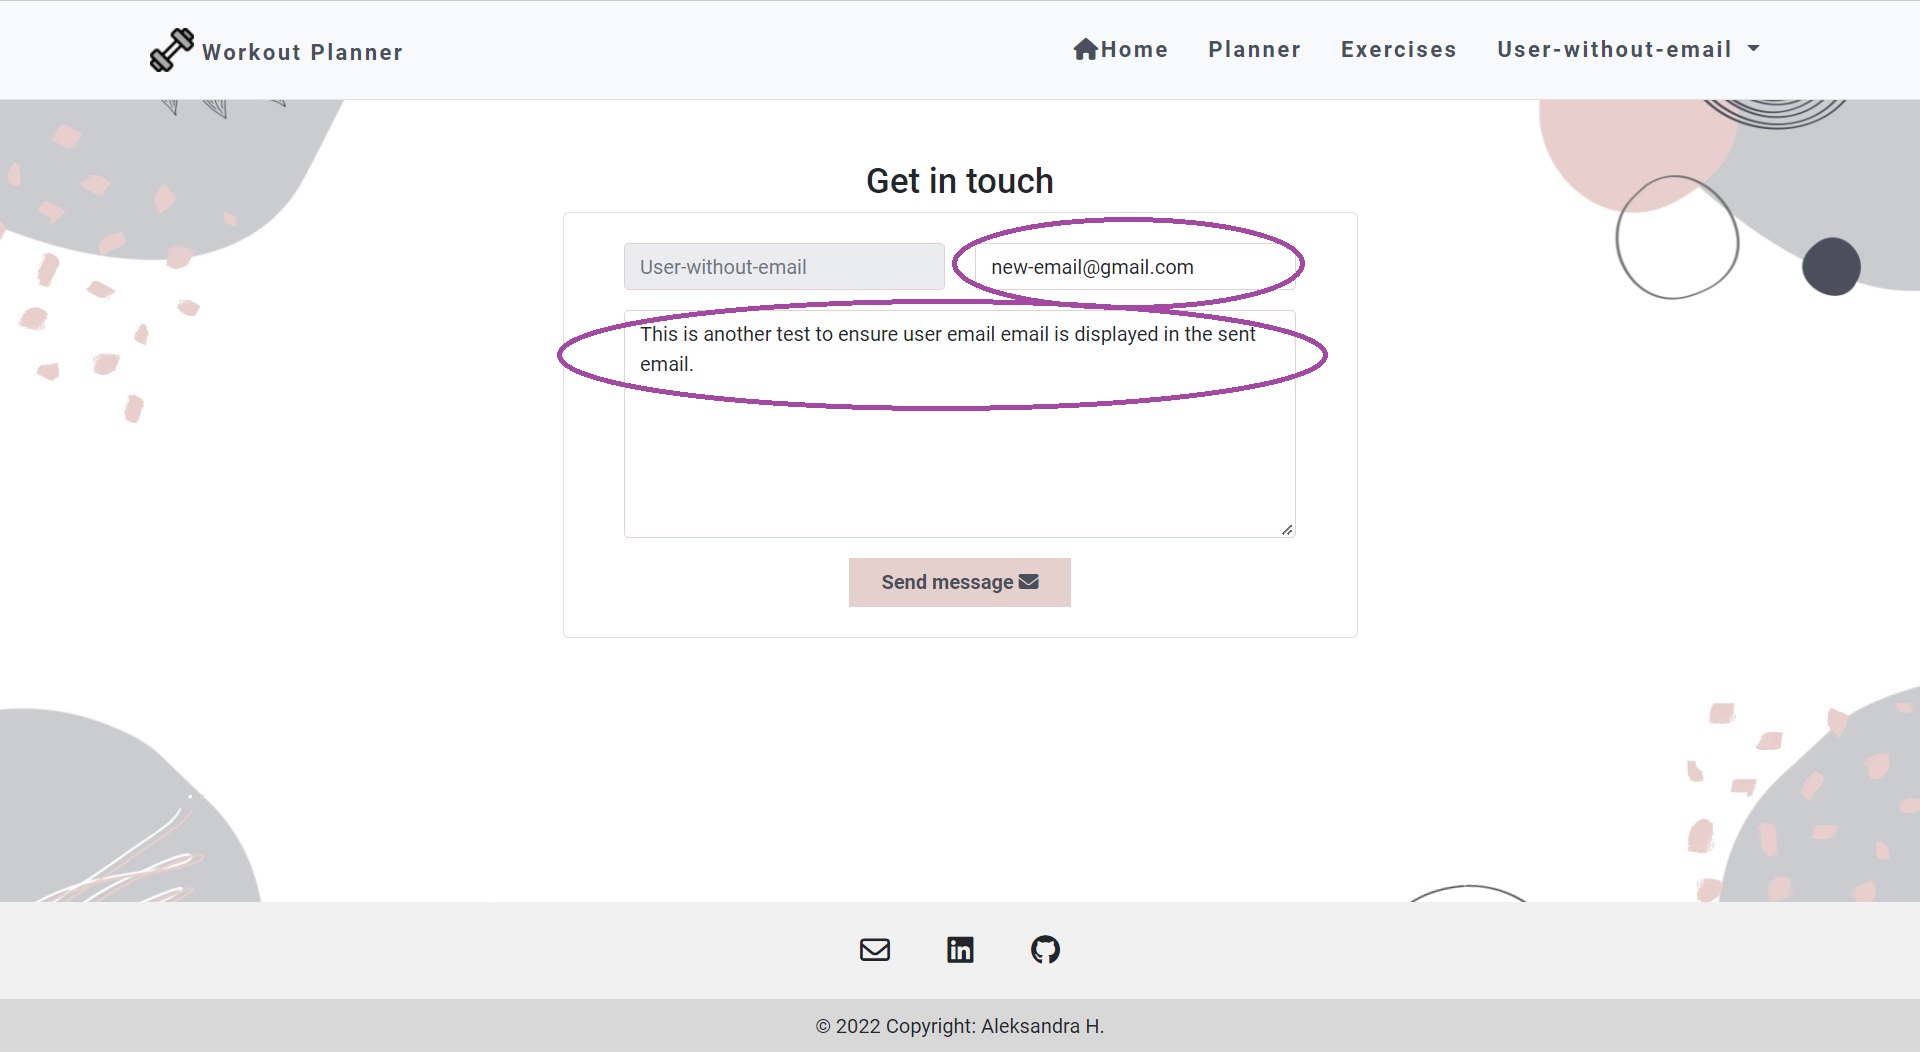 Workout Planner
Home Planner Exercises User-without-email
Get in touch
User-without-email new-email@gmail.com
This is another test to ensure user email email is displayed in the sent
email.
Send message
© 2022 Copyright: Aleksandra H.